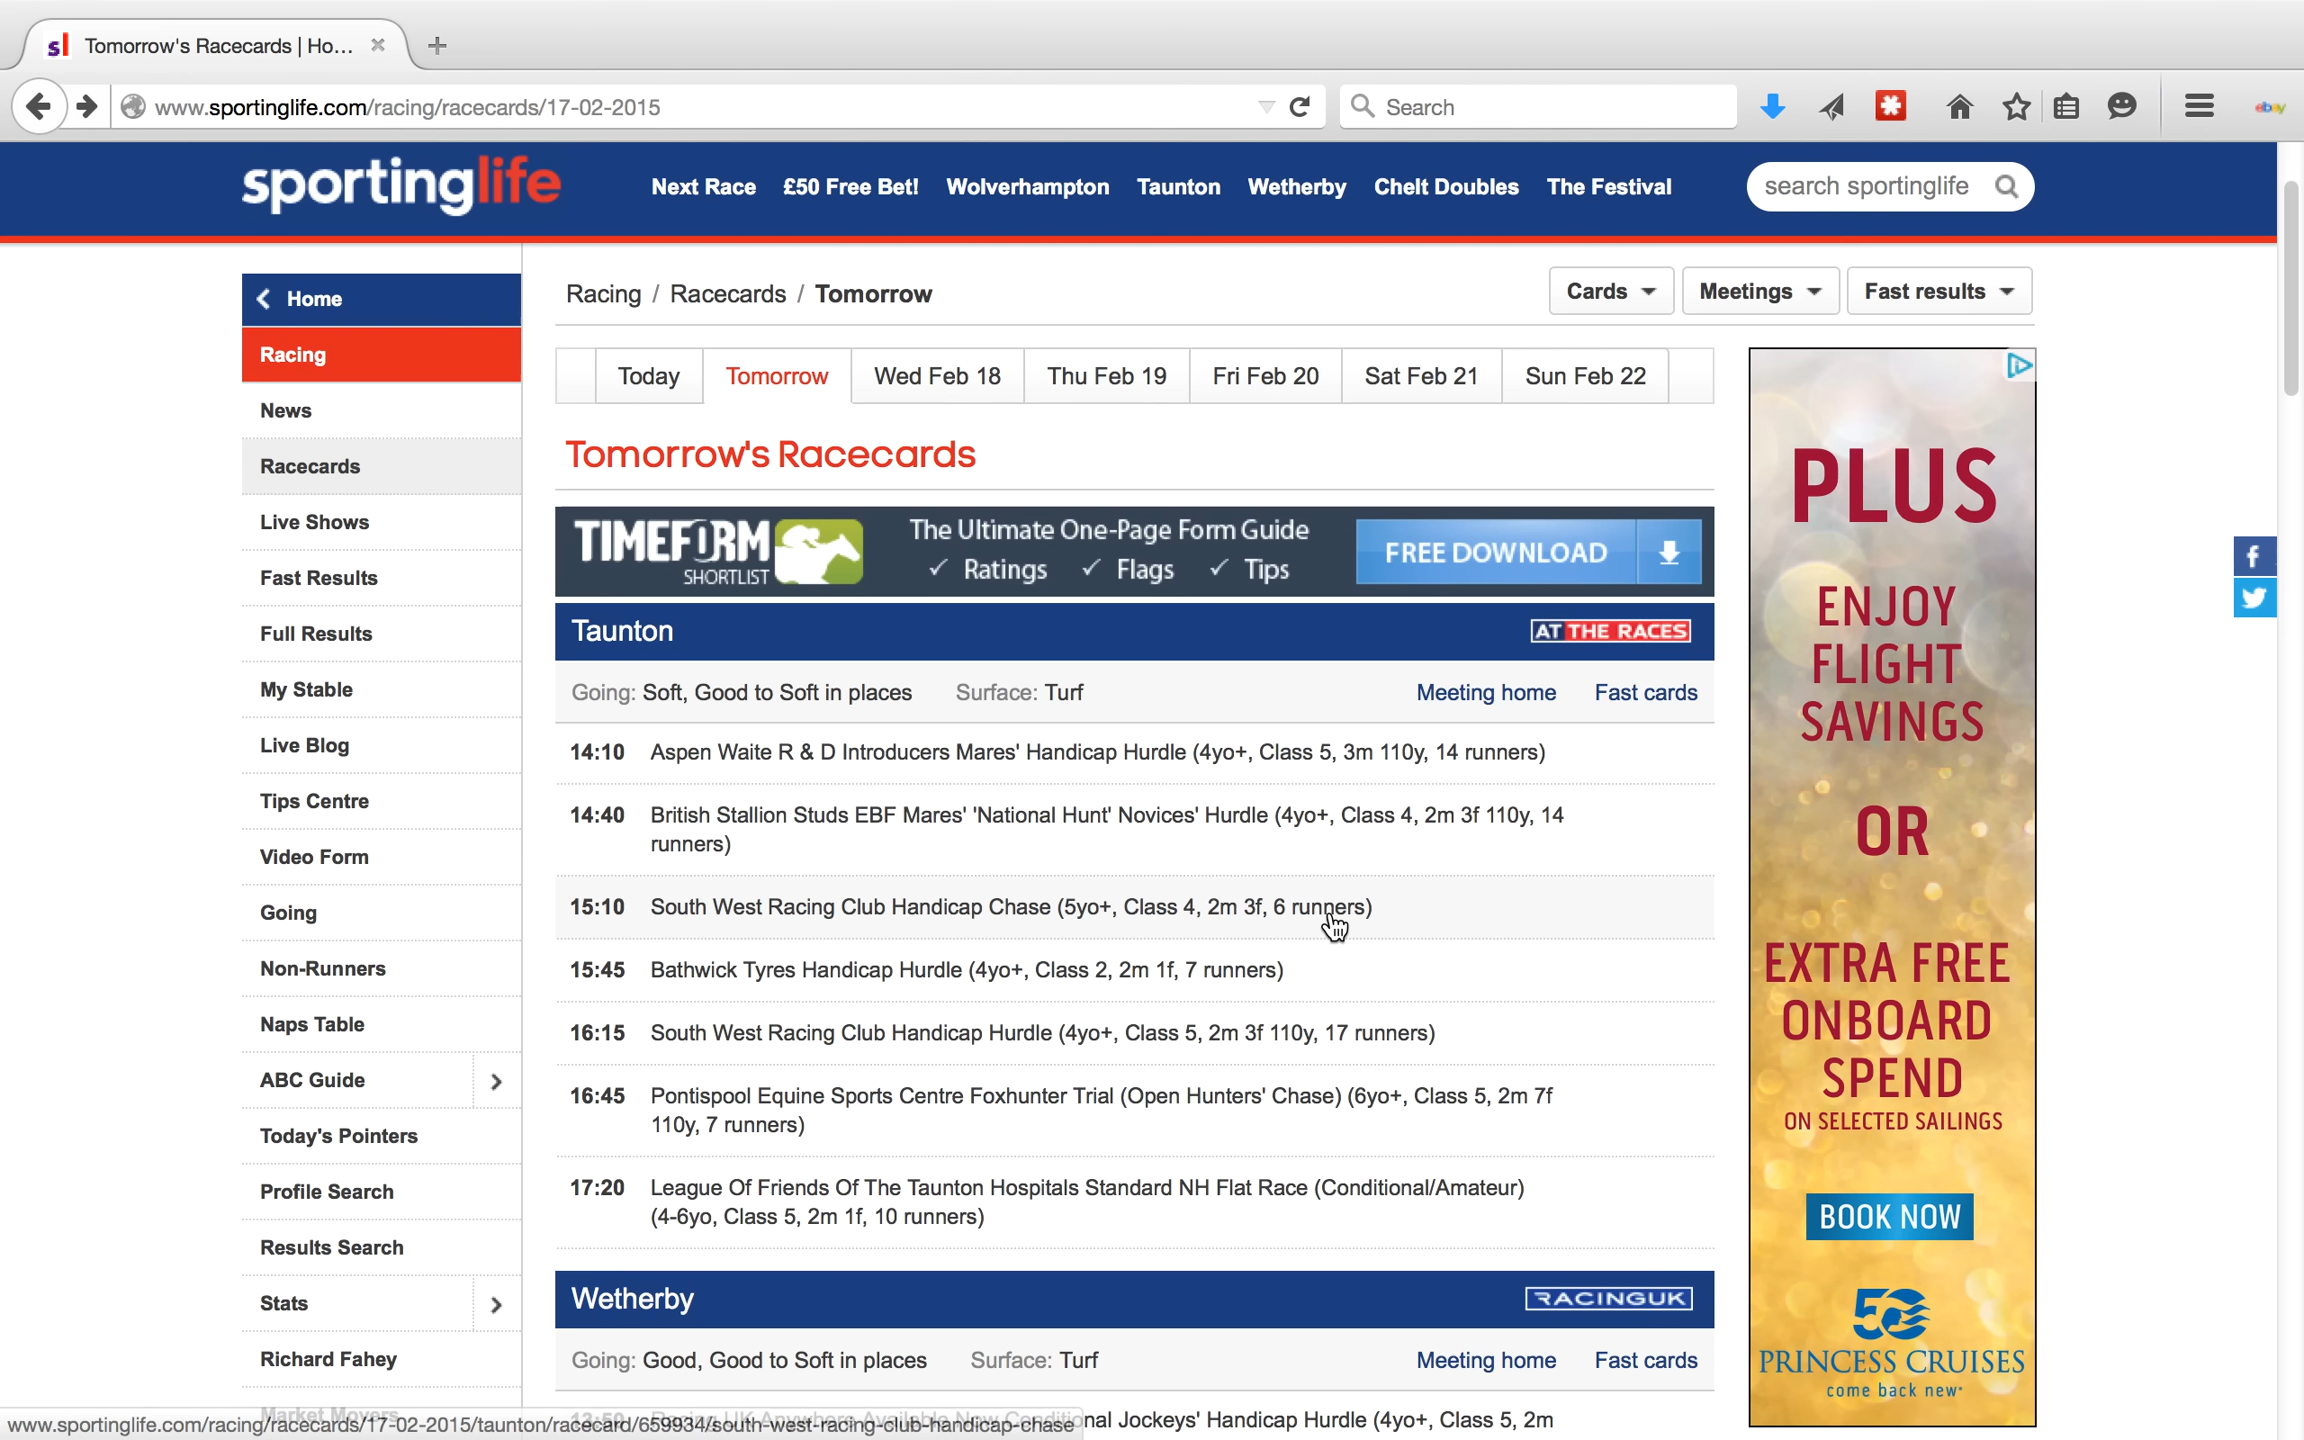 sl Tomorrow's Racecards | Ho...
www.sportinglife.com/racing/racecards/17-02-2015
Search
ebay
sportinglife
Next Race £50 Free Bet! Wolverhampton Taunton Wetherby Chelt Doubles The Festival
search sportinglife
Home
Racing
News
Racecards
Live Shows
Fast Results
Full Results
My Stable
Live Blog
Tips Centre
Video Form
Going
Non-Runners
Naps Table
ABC Guide
Today's Pointers
Profile Search
Results Search
Stats
Richard Fahey
Market Movers
Racing / Racecards / Tomorrow
Cards Meetings Fast results
Today Tomorrow Wed Feb 18 Thu Feb 19 Fri Feb 20 Sat Feb 21 Sun Feb 22
Tomorrow's Racecards
TIMEFORM
SHORTLIST
The Ultimate One-Page Form Guide
✓ Ratings ✓ Flags ✓ Tips
FREE DOWNLOAD
Taunton AT THE RACES
Going: Soft, Good to Soft in places Surface: Turf Meeting home Fast cards
14:10 Aspen Waite R & D Introducers Mares' Handicap Hurdle (4yo+, Class 5, 3m 110y, 14 runners)
14:40 British Stallion Studs EBF Mares' 'National Hunt' Novices' Hurdle (4yo+, Class 4, 2m 3f 110y, 14
runners)
15:10 South West Racing Club Handicap Chase (5yo+, Class 4, 2m 3f, 6 runners)
15:45 Bathwick Tyres Handicap Hurdle (4yo+, Class 2, 2m 1f, 7 runners)
16:15 South West Racing Club Handicap Hurdle (4yo+, Class 5, 2m 3f 110y, 17 runners)
16:45 Pontispool Equine Sports Centre Foxhunter Trial (Open Hunters' Chase) (6yo+, Class 5, 2m 7f
110y, 7 runners)
17:20 League Of Friends Of The Taunton Hospitals Standard NH Flat Race (Conditional/Amateur)
(4-6yo, Class 5, 2m 1f, 10 runners)
Wetherby RACINGUK
Going: Good, Good to Soft in places Surface: Turf Meeting home Fast cards
13:50 Racing UK Anywhere Available Now Conditional Jockeys' Handicap Hurdle (4yo+, Class 5, 2m
www.sportinglife.com/racing/racecards/17-02-2015/taunton/racecard/659934/south-west-racing-club-handicap-chase
PLUS
ENJOY
FLIGHT
SAVINGS
OR
EXTRA FREE
ONBOARD
SPEND
ON SELECTED SAILINGS
BOOK NOW
50
PRINCESS CRUISES
come back new